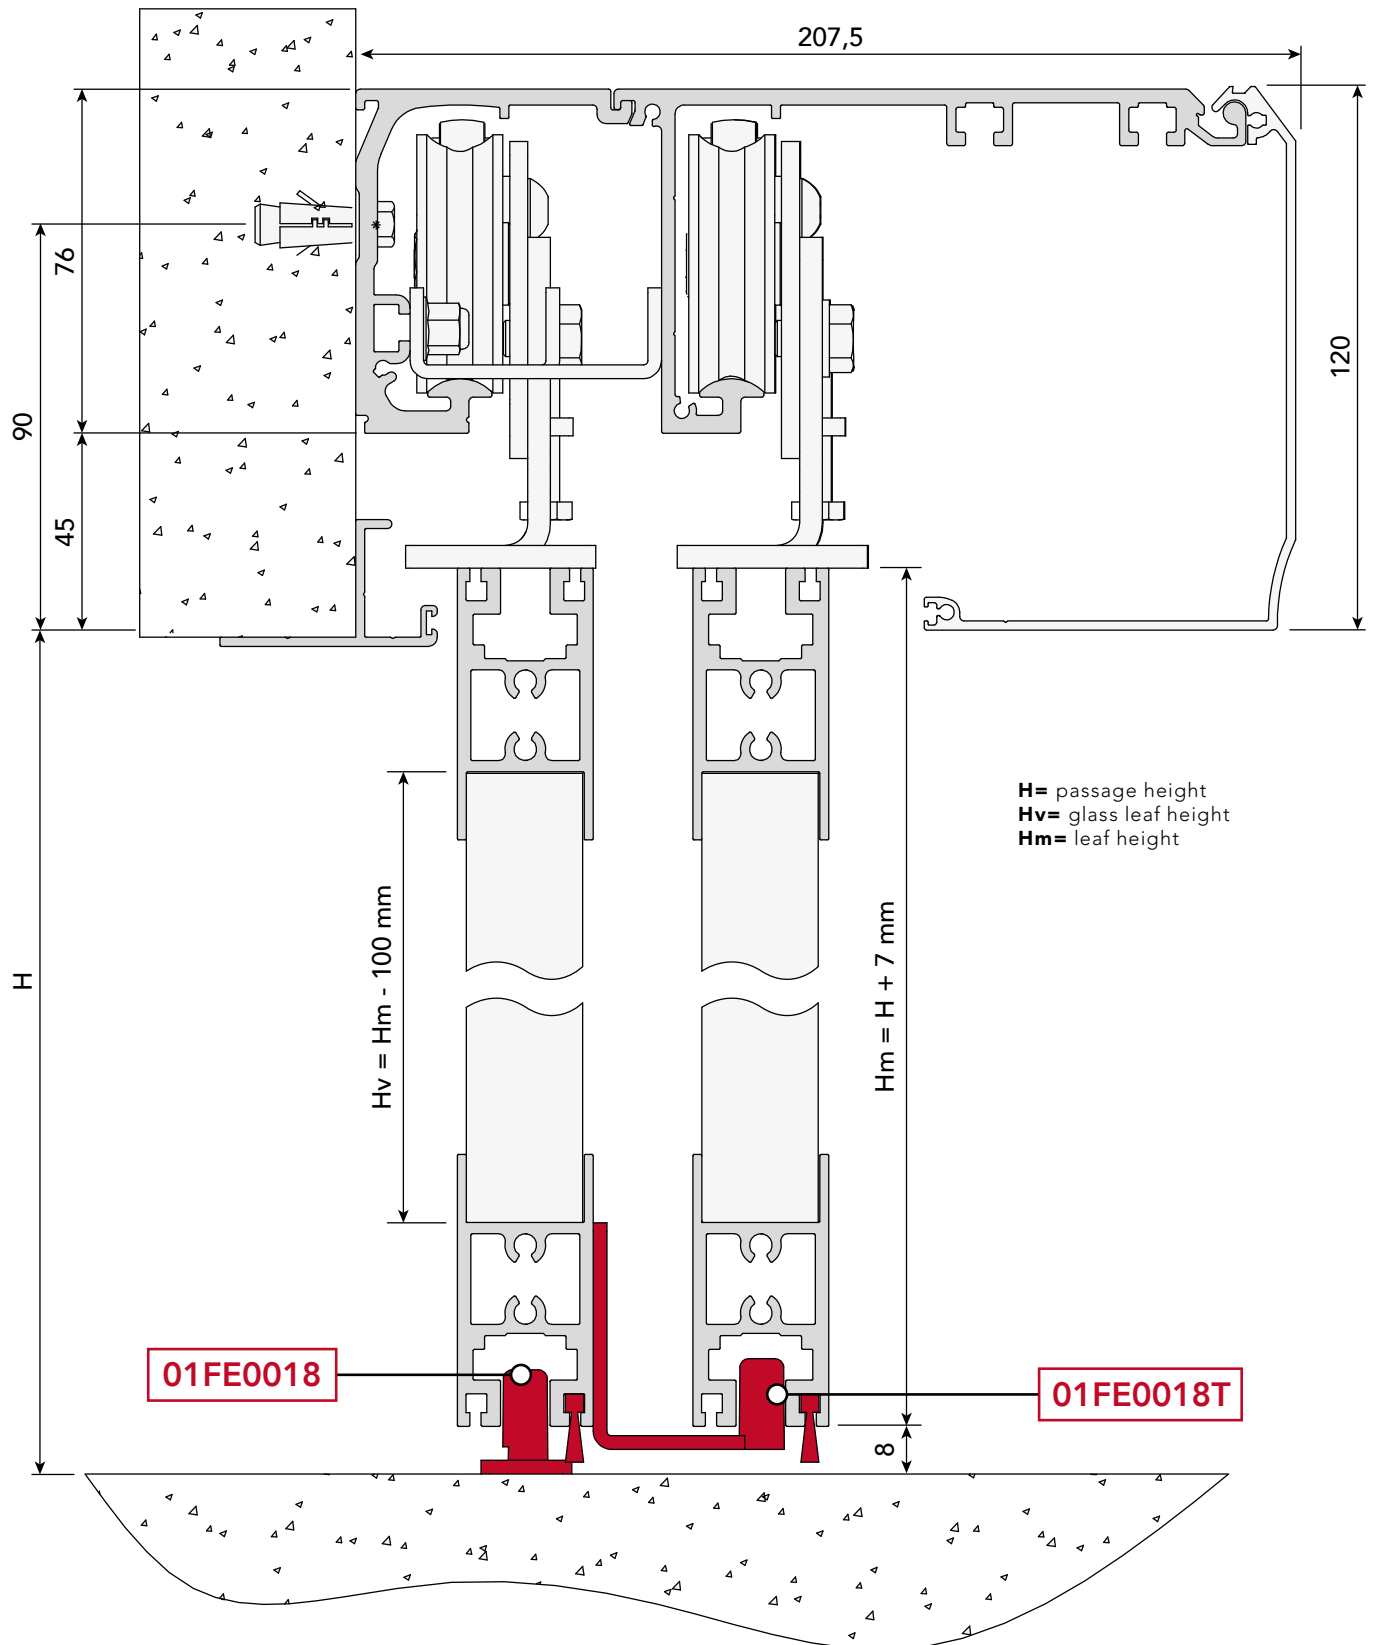 207,5
76
90
45
120
H= passage height
Hv= glass leaf height
Hm= leaf height
Hv = Hm - 100 mm
Hm = H + 7 mm
H
01FE0018
01FE0018T
8